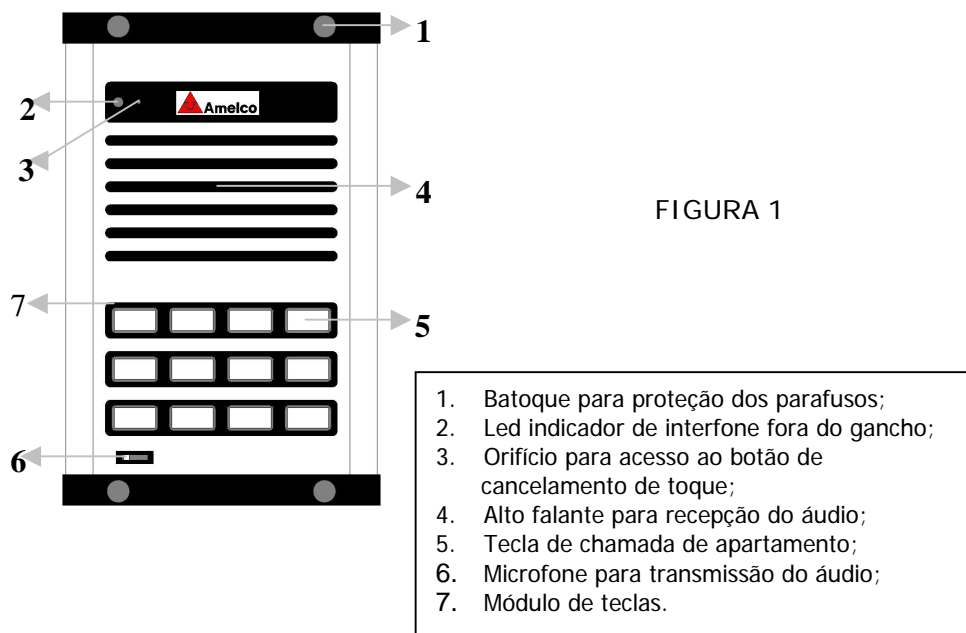 1
2
Amelco
3
4
FIGURA 1
7
5
6
1. Batoque para proteção dos parafusos;
2. Led indicador de interfone fora do gancho;
3. Orifício para acesso ao botão de
cancelamento de toque;
4. Alto falante para recepção do áudio;
5. Tecla de chamada de apartamento;
6. Microfone para transmissão do áudio;
7. Módulo de teclas.